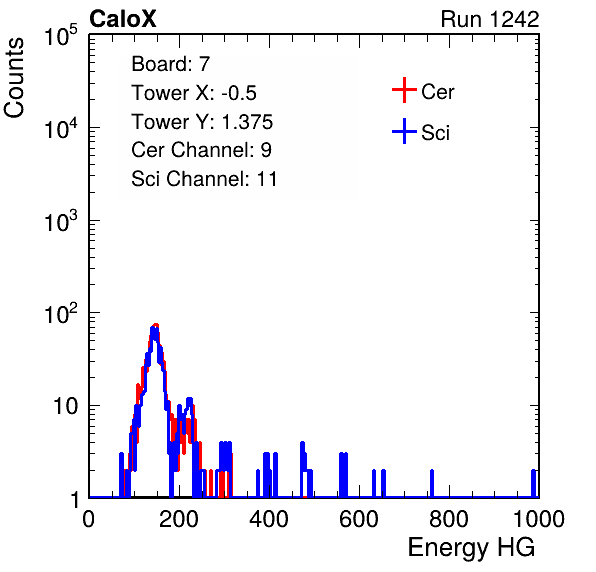 CaloX Run 1242
Counts
10^5
10^4
10^3
10^2
10
1
Board: 7
Tower X: -0.5
Tower Y: 1.375
Cer Channel: 9
Sci Channel: 11
Cer
Sci
0 200 400 600 800 1000
Energy HG